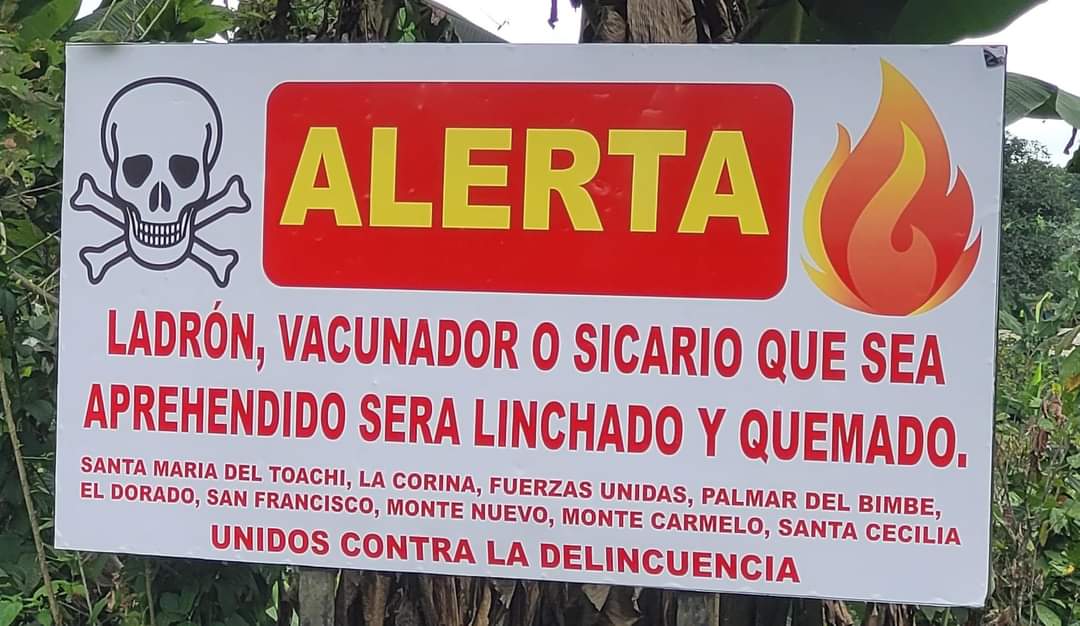 ALERTA
LADRÓN, VACUNADOR O SICARIO QUE SEA
APREHENDIDO SERA LINCHADO Y QUEMADO.
SANTA MARIA DEL TOACHI, LA CORINA, FUERZAS UNIDAS, PALMAR DEL BIMBE,
EL DORADO, SAN FRANCISCO, MONTE NUEVO, MONTE CARMELO, SANTA CECILIA
UNIDOS CONTRA LA DELINCUENCIA